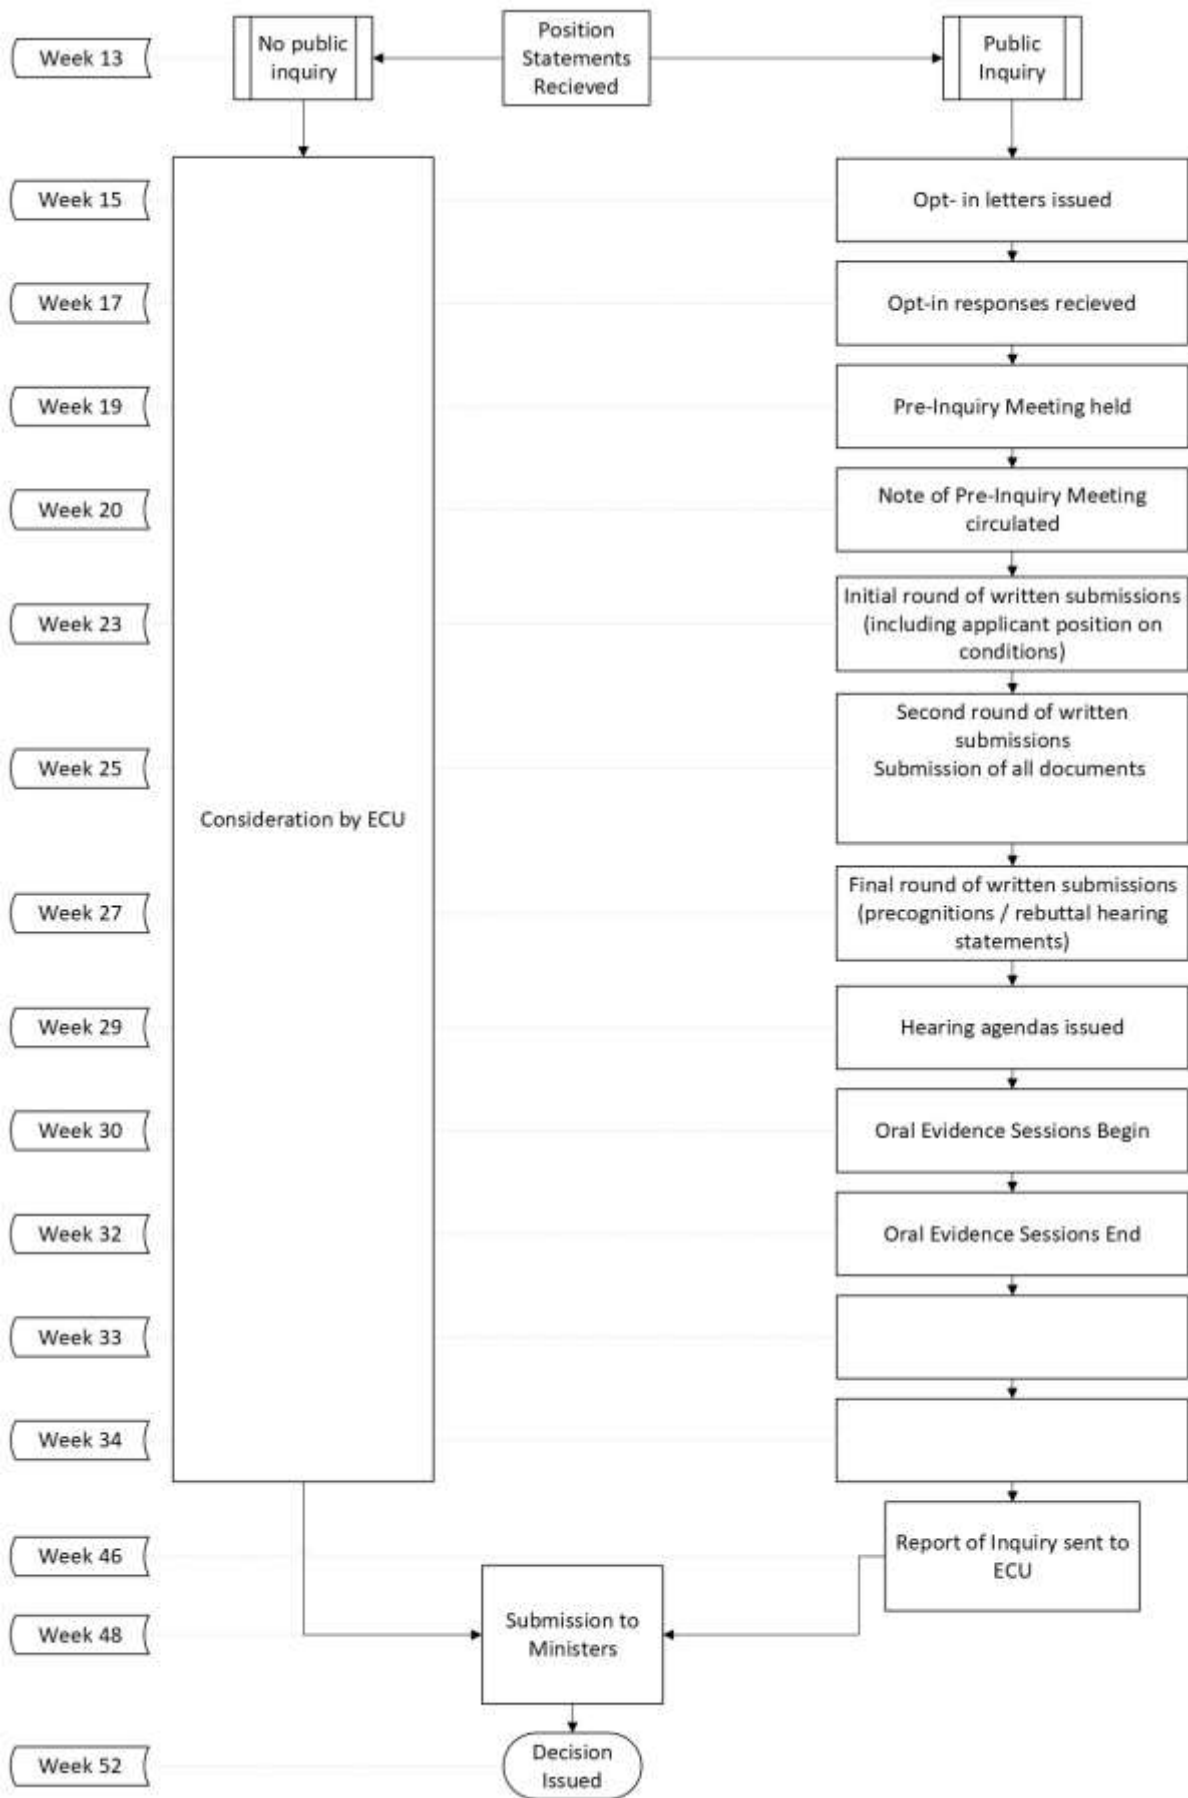 Week 13
No public
inquiry
Position
Statements
Recieved
Public
Inquiry
Week 15
Opt- in letters issued
Week 17
Opt-in responses recieved
Week 19
Pre-Inquiry Meeting held
Week 20
Note of Pre-Inquiry Meeting
circulated
Week 23
Initial round of written submissions
(including applicant position on
conditions)
Week 25
Second round of written
submissions
Submission of all documents
Consideration by ECU
Week 27
Final round of written submissions
(precognitions / rebuttal hearing
statements)
Week 29
Hearing agendas issued
Week 30
Oral Evidence Sessions Begin
Week 32
Oral Evidence Sessions End
Week 33
Week 34
Week 46
Report of Inquiry sent to
ECU
Week 48
Submission to
Ministers
Week 52
Decision
Issued